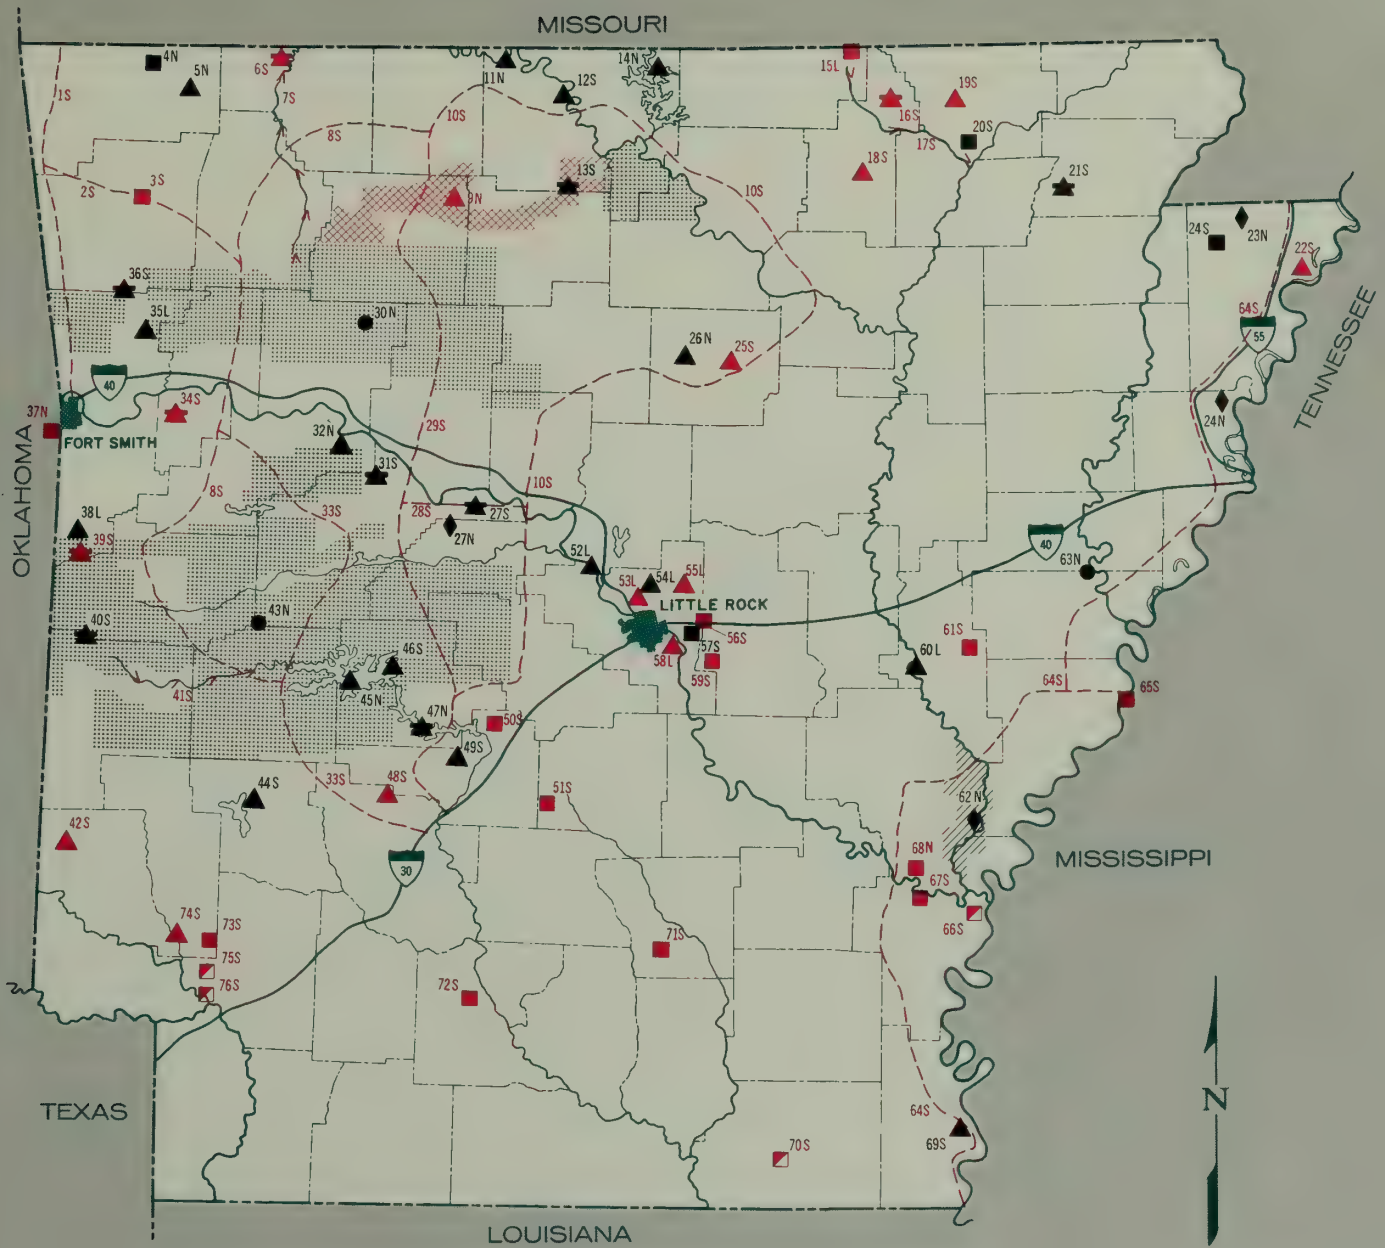 MISSOURI
4N
5N
6S
7S
1S
11N
12S
14N
15L
16S
19S
20S
17S
10S
8S
18S
21S
2S
3S
9N
13S
10S
24S
23N
22S
36S
35L
30N
26N
25S
64S
55
TENNESSEE
40
37N
FORT SMITH
34S
32N
29S
24N
OKLAHOMA
31S
8S
33S
28S
27S
10S
27N
38L
39S
52L
53L
54L
55L
LITTLE ROCK
40
63N
40S
43N
46S
56S
57S
58L
59S
61S
60L
41S
45N
64S
65S
47N
50S
49S
33S
48S
44S
51S
62N
42S
30
68N
67S
MISSISSIPPI
66S
74S
73S
75S
76S
71S
72S
N
TEXAS
64S
69S
70S
LOUISIANA